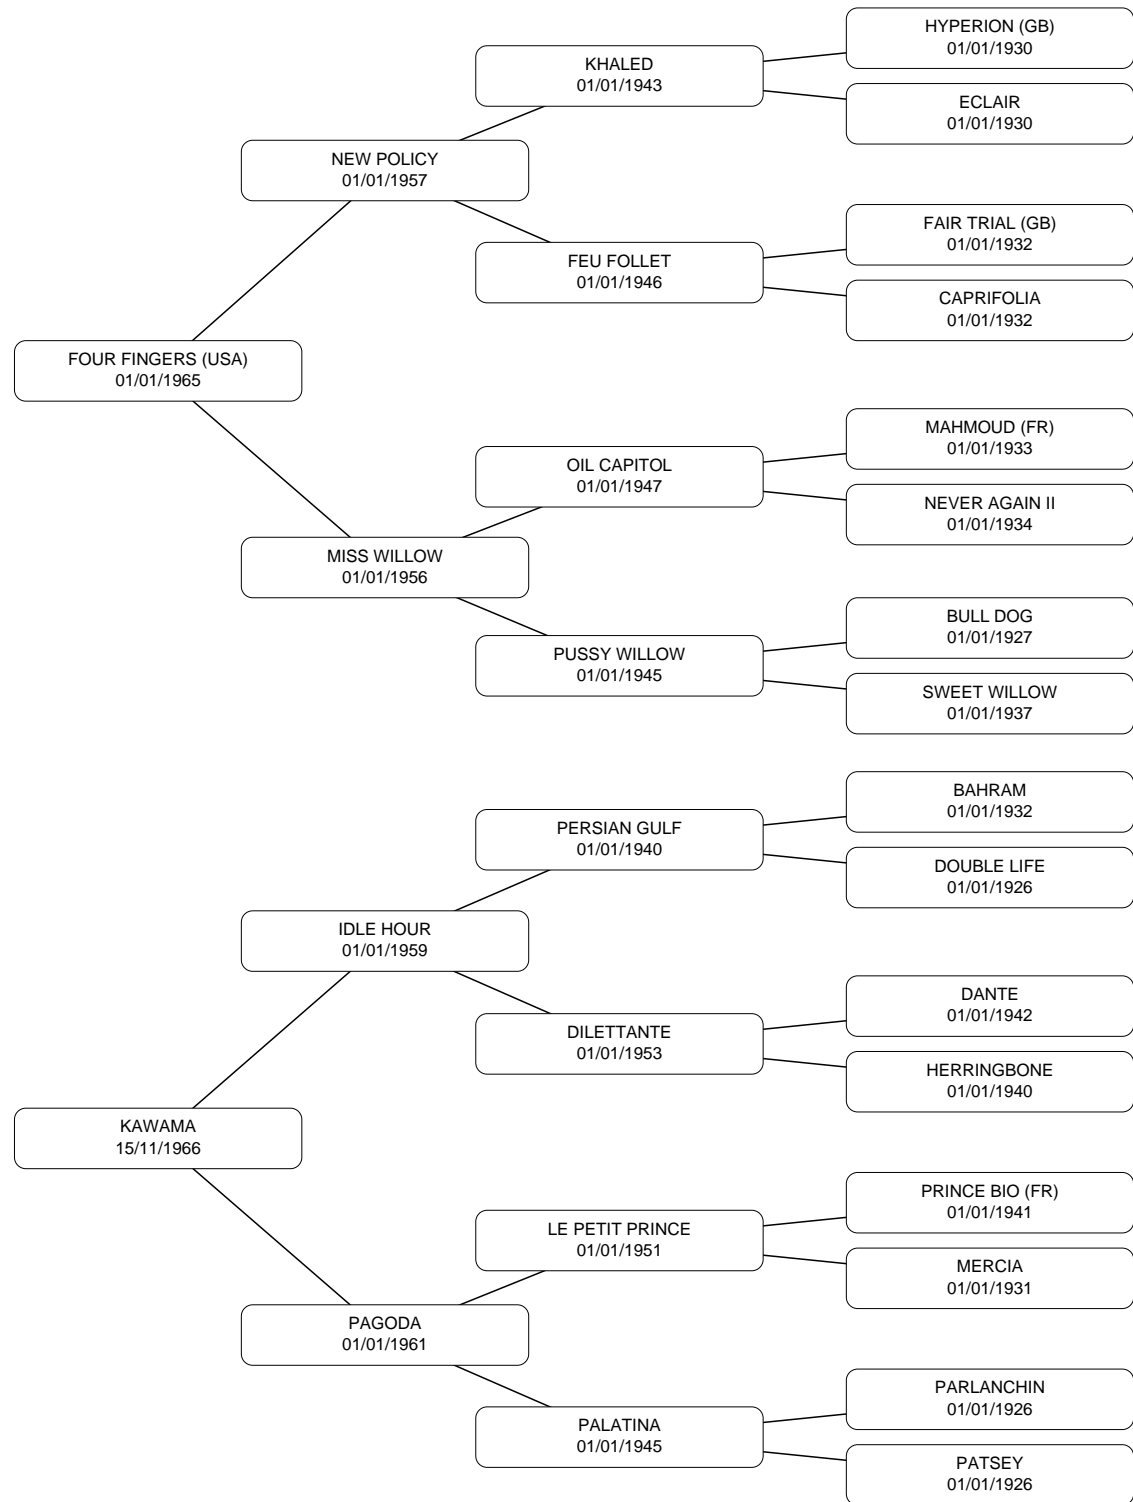 HYPERION (GB)
01/01/1930
KHALED
01/01/1943
ECLAIR
01/01/1930
NEW POLICY
01/01/1957
FAIR TRIAL (GB)
01/01/1932
FEU FOLLET
01/01/1946
CAPRIFOLIA
01/01/1932
FOUR FINGERS (USA)
01/01/1965
MAHMOUD (FR)
01/01/1933
OIL CAPITOL
01/01/1947
NEVER AGAIN II
01/01/1934
MISS WILLOW
01/01/1956
BULL DOG
01/01/1927
PUSSY WILLOW
01/01/1945
SWEET WILLOW
01/01/1937
BAHRAM
01/01/1932
PERSIAN GULF
01/01/1940
DOUBLE LIFE
01/01/1926
IDLE HOUR
01/01/1959
DANTE
01/01/1942
DILETTANTE
01/01/1953
HERRINGBONE
01/01/1940
KAWAMA
15/11/1966
PRINCE BIO (FR)
01/01/1941
LE PETIT PRINCE
01/01/1951
MERCIA
01/01/1931
PAGODA
01/01/1961
PARLANCHIN
01/01/1926
PALATINA
01/01/1945
PATSEY
01/01/1926